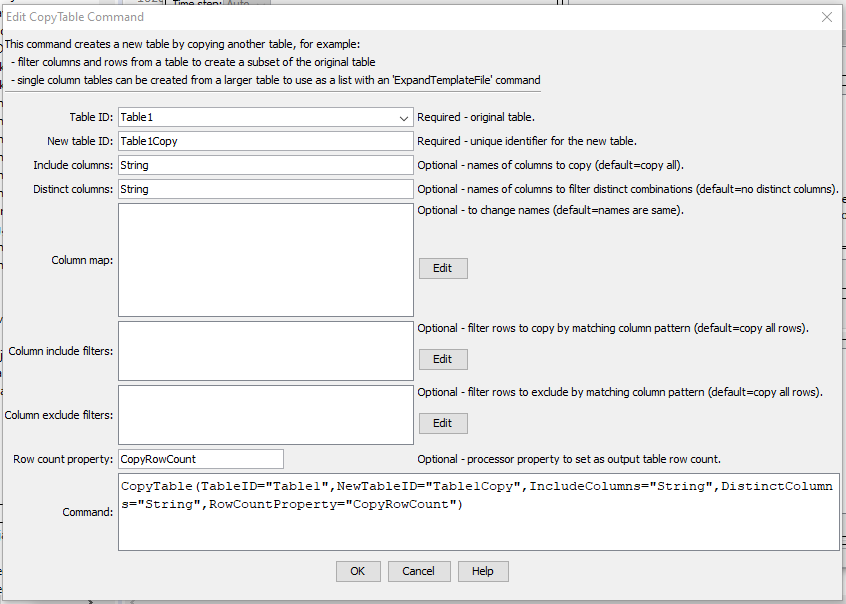 Time step: Auto
Edit CopyTable Command
This command creates a new table by copying another table, for example:
- filter columns and rows from a table to create a subset of the original table
- single column tables can be created from a larger table to use as a list with an 'ExpandTemplateFile' command
Table ID: Table1 Required - original table.
New table ID: Table1Copy Required - unique identifier for the new table.
Include columns: String Optional - names of columns to copy (default=copy all).
Distinct columns: String Optional - names of columns to filter distinct combinations (default=no distinct columns).
Optional - to change names (default=names are same).
Column map: Edit
Optional - filter rows to copy by matching column pattern (default=copy all rows).
Column include filters: Edit
Optional - filter rows to exclude by matching column pattern (default=copy all rows).
Column exclude filters: Edit
Row count property: CopyRowCount Optional - processor property to set as output table row count.
CopyTable(TableID="Table1",NewTableID="Table1Copy",IncludeColumns="String",DistinctColumn
s="String",RowCountProperty="CopyRowCount")
Command:
OK Cancel Help